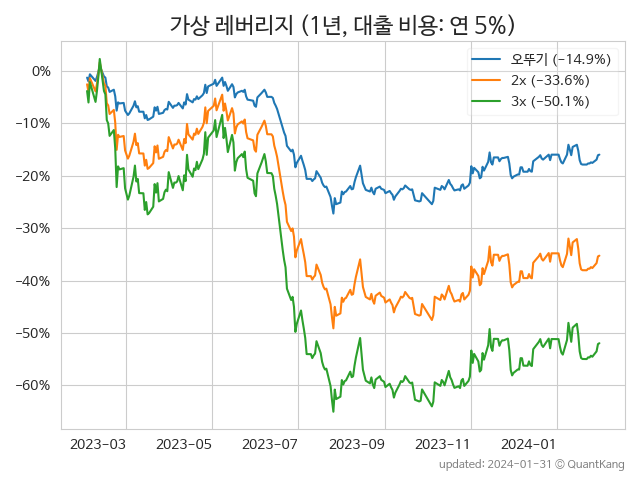 가상 레버리지 (1년, 대출 비용: 연 5%)
오뚜기 (−14.9%)
2x (−33.6%)
3x (−50.1%)
0%
−10%
−20%
−30%
−40%
−50%
−60%
2023-03 2023-05 2023-07 2023-09 2023-11 2024-01
updated: 2024-01-31 © QuantKang